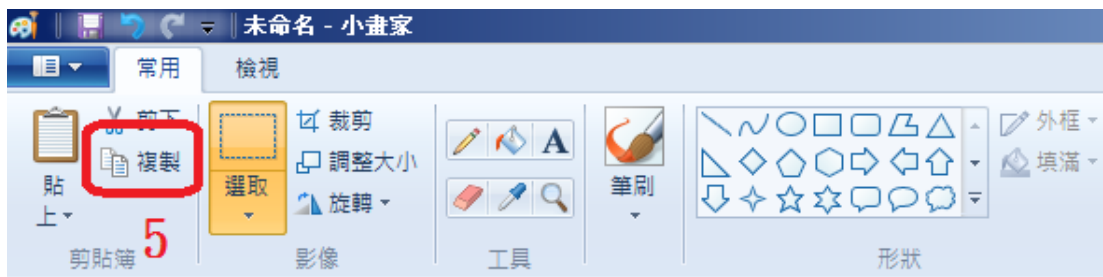 未命名 - 小畫家
常用 檢視
剪下
複製
貼上
選取
裁剪
調整大小
旋轉
A
筆刷
外框
填滿
5
剪貼簿 影像 工具 形狀